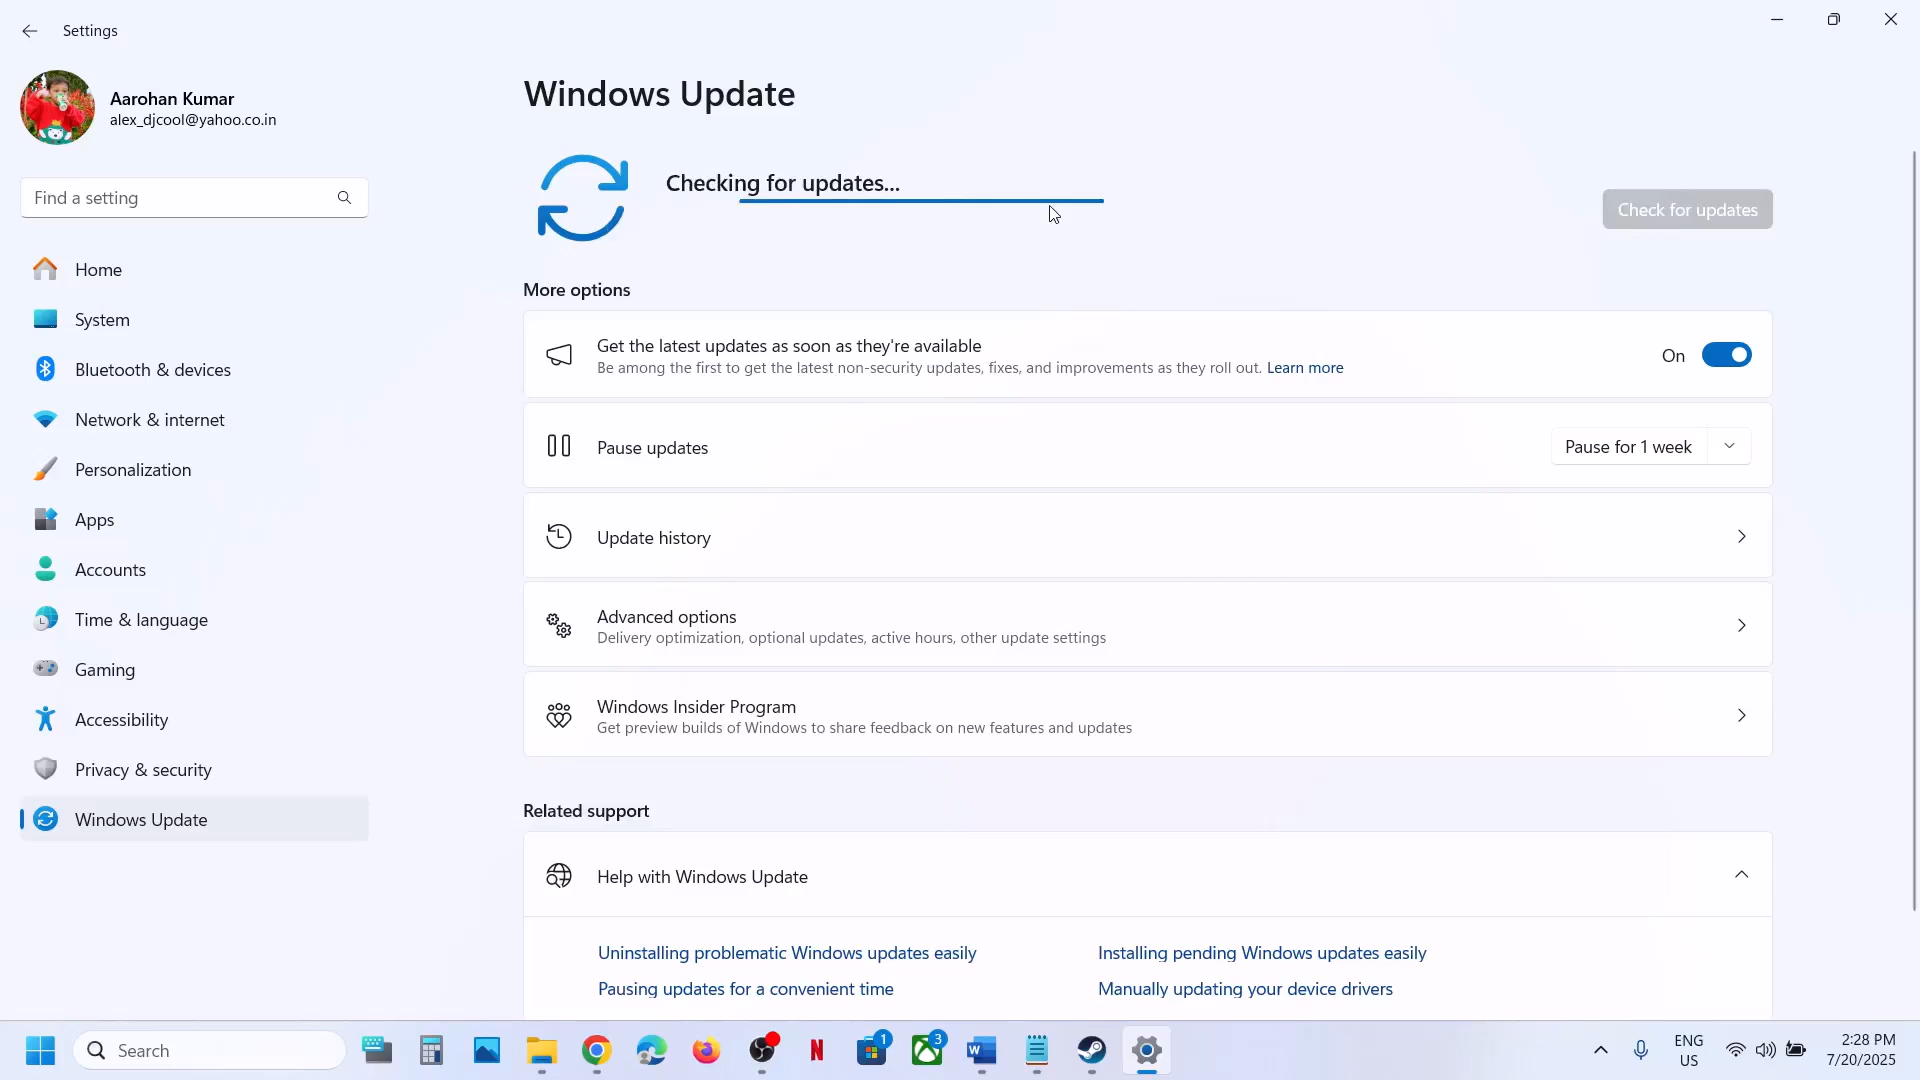 Settings
Aarohan Kumar
alex_djcool@yahoo.co.in
Find a setting
Home
System
Bluetooth & devices
Network & internet
Personalization
Apps
Accounts
Time & language
Gaming
Accessibility
Privacy & security
Windows Update
Windows Update
Checking for updates...
Check for updates
More options
Get the latest updates as soon as they're available
Be among the first to get the latest non-security updates, fixes, and improvements as they roll out. Learn more
On
Pause updates
Pause for 1 week
Update history
Advanced options
Delivery optimization, optional updates, active hours, other update settings
Windows Insider Program
Get preview builds of Windows to share feedback on new features and updates
Related support
Help with Windows Update
Uninstalling problematic Windows updates easily
Installing pending Windows updates easily
Pausing updates for a convenient time
Manually updating your device drivers
Search
N
1
3
W
ENG
US
2:28 PM
7/20/2025